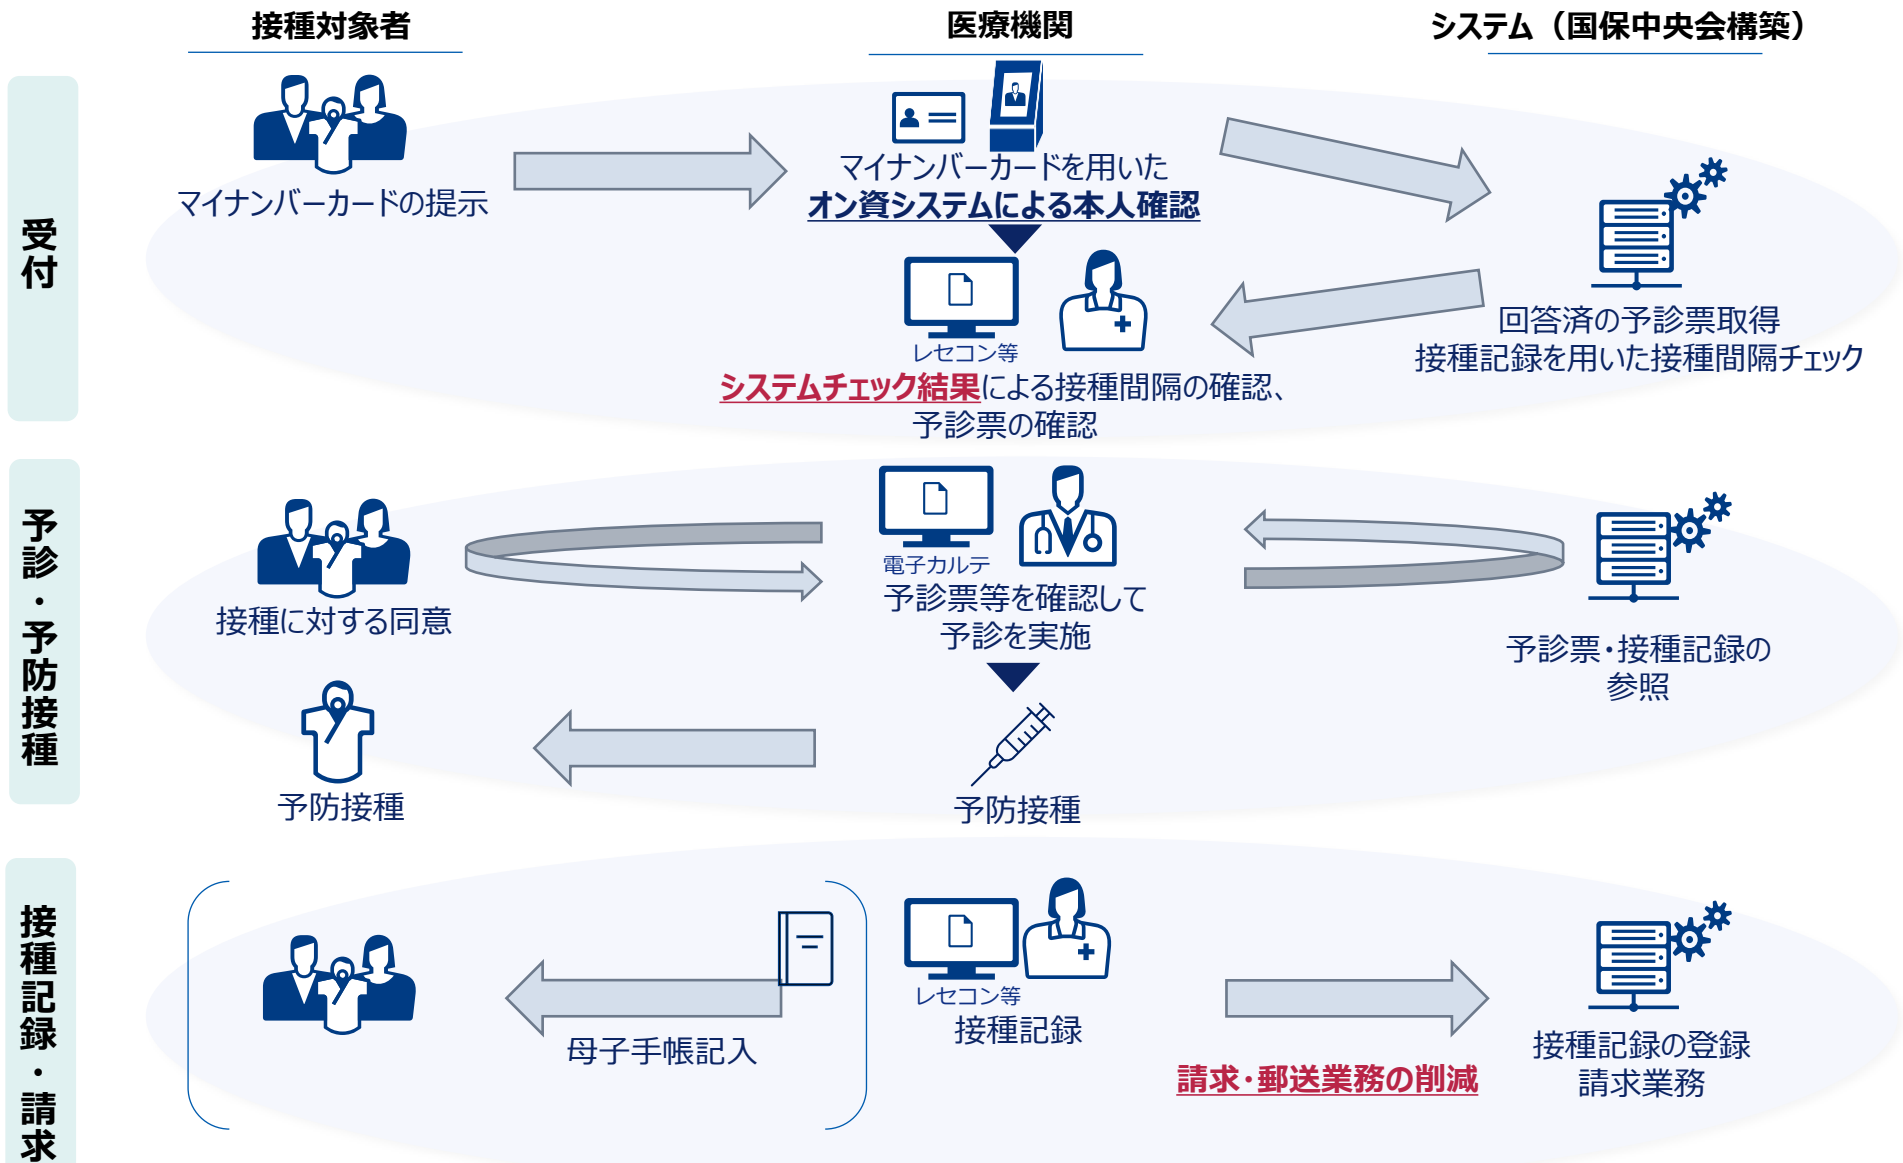 接種対象者
医療機関
システム（国保中央会構築）
受付
マイナンバーカードの提示
マイナンバーカードを用いた
オン資システムによる本人確認
レセコン等
システムチェック結果による接種間隔の確認、
予診票の確認
回答済の予診票取得
接種記録を用いた接種間隔チェック
予診・予防接種
接種に対する同意
電子カルテ
予診票等を確認して
予診を実施
予診票・接種記録の
参照
予防接種
予防接種
接種記録・請求
母子手帳記入
レセコン等
接種記録
請求・郵送業務の削減
接種記録の登録
請求業務